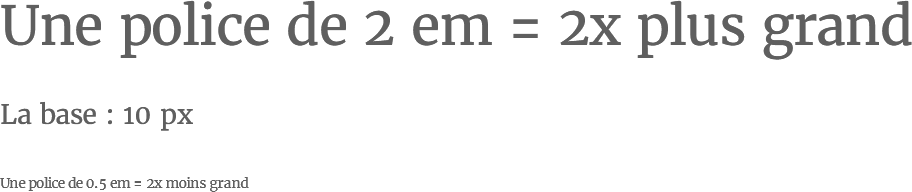 Une police de 2 em = 2x plus grand
La base : 10 px
Une police de 0.5 em = 2x moins grand